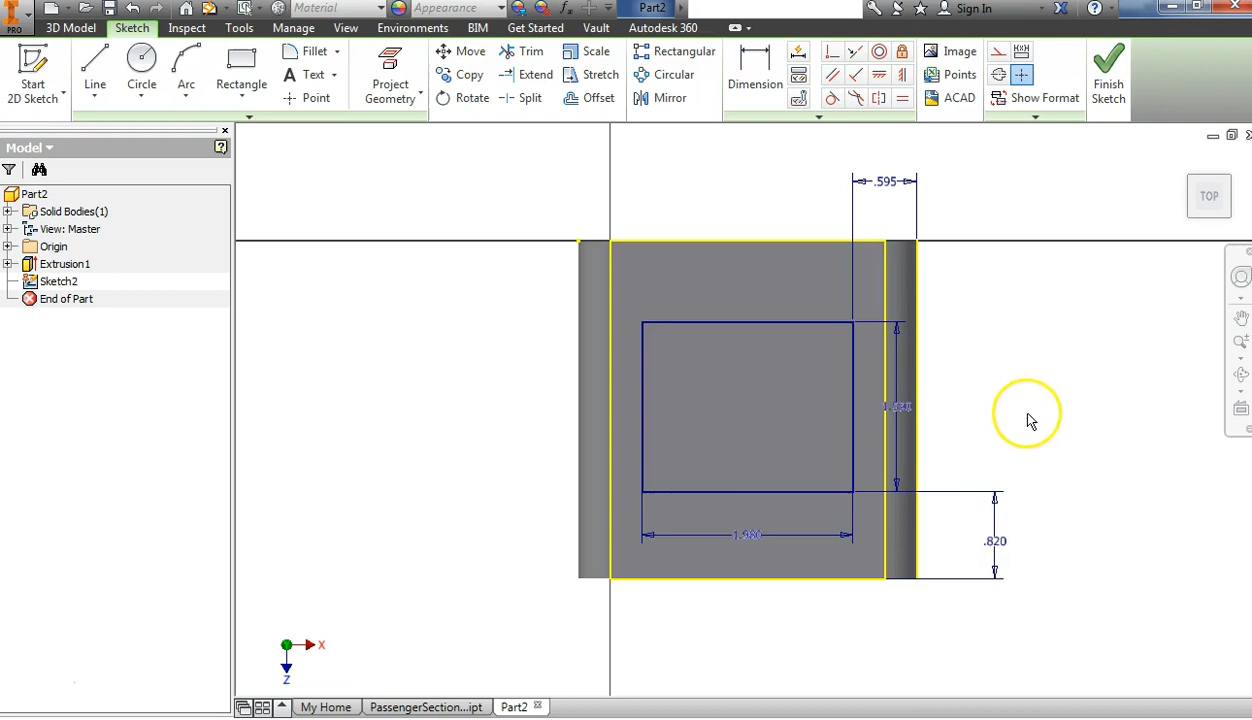 Material
Appearance
Part2
Sign In
PRO
3D Model
Sketch
Inspect
Tools
Manage
View
Environments
BIM
Get Started
Vault
Autodesk 360
Start
2D Sketch
Line
Circle
Arc
Rectangle
Fillet
Text
Point
Project
Geometry
Move
Copy
Rotate
Trim
Extend
Split
Scale
Stretch
Offset
Rectangular
Circular
Mirror
Dimension
Image
Points
ACAD
Show Format
Finish
Sketch
Model
Part2
Solid Bodies(1)
View: Master
Origin
Extrusion1
Sketch2
End of Part
.595
TOP
1.980
.820
X
Z
My Home
PassengerSection...ipt
Part2